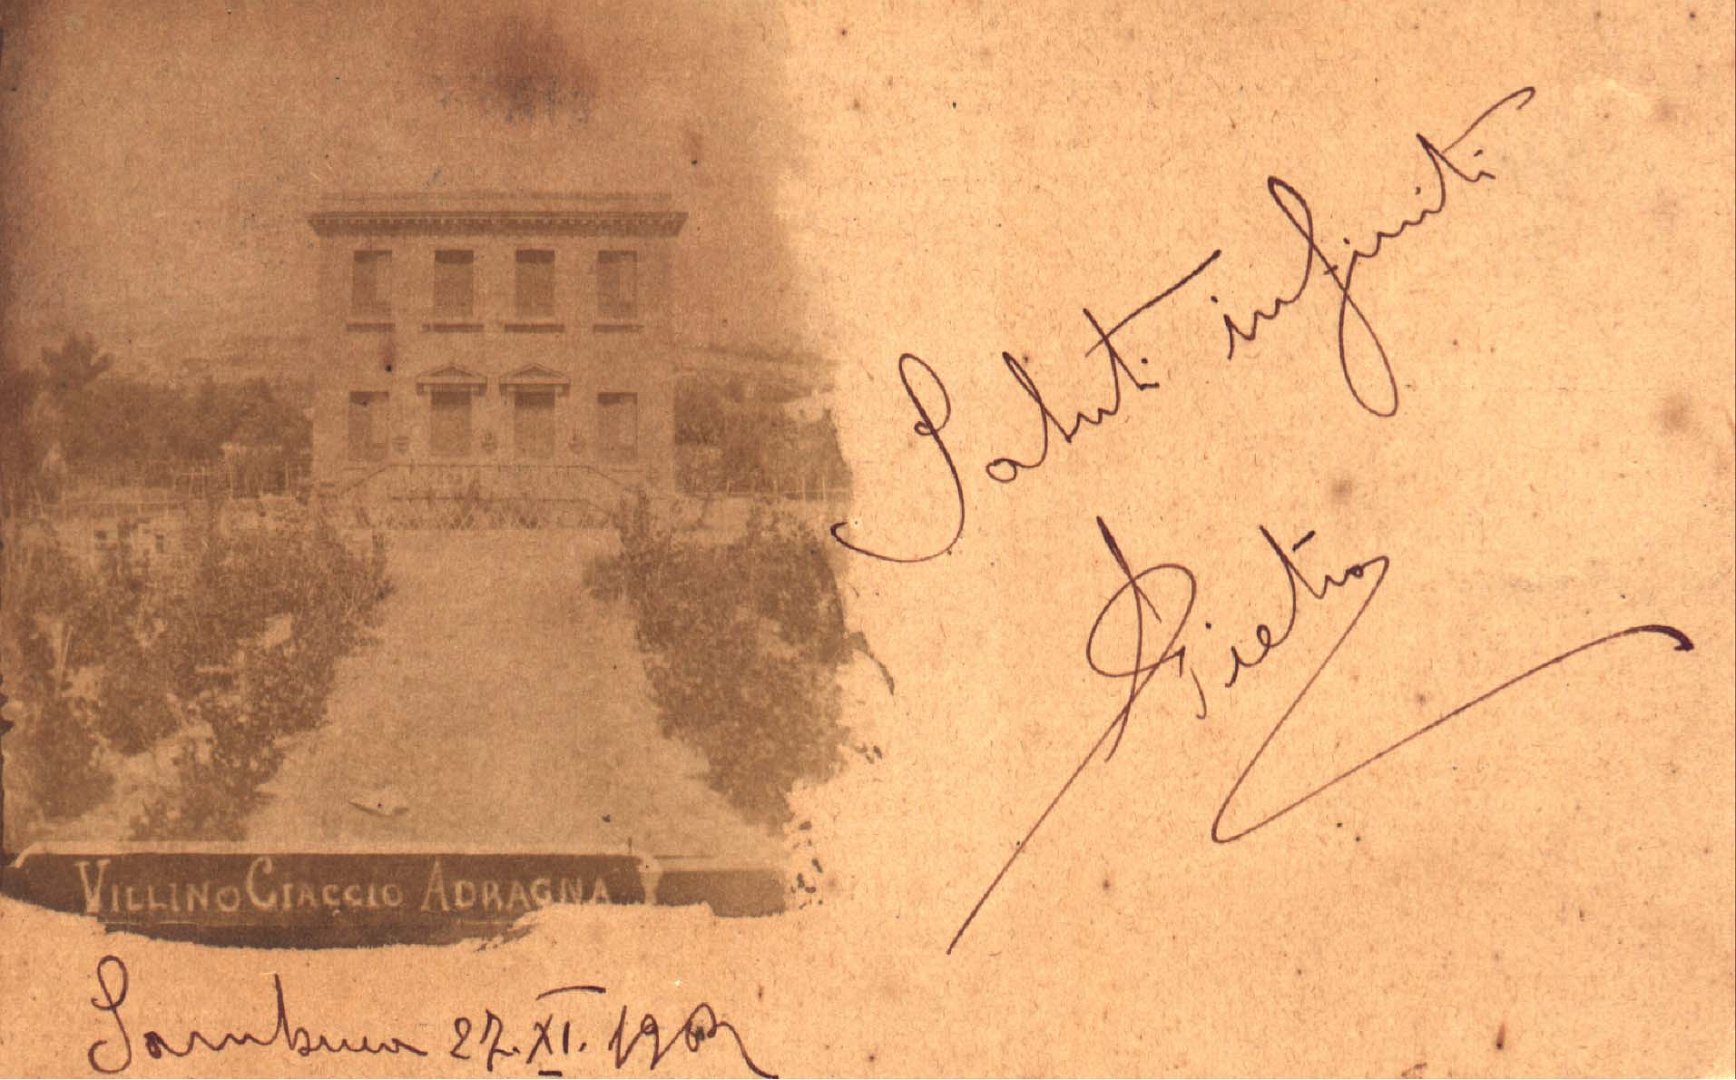 Saluti infiniti
Pietro
VILLINO CIACCIO ADRAGNA
Sambuca 27.XI.